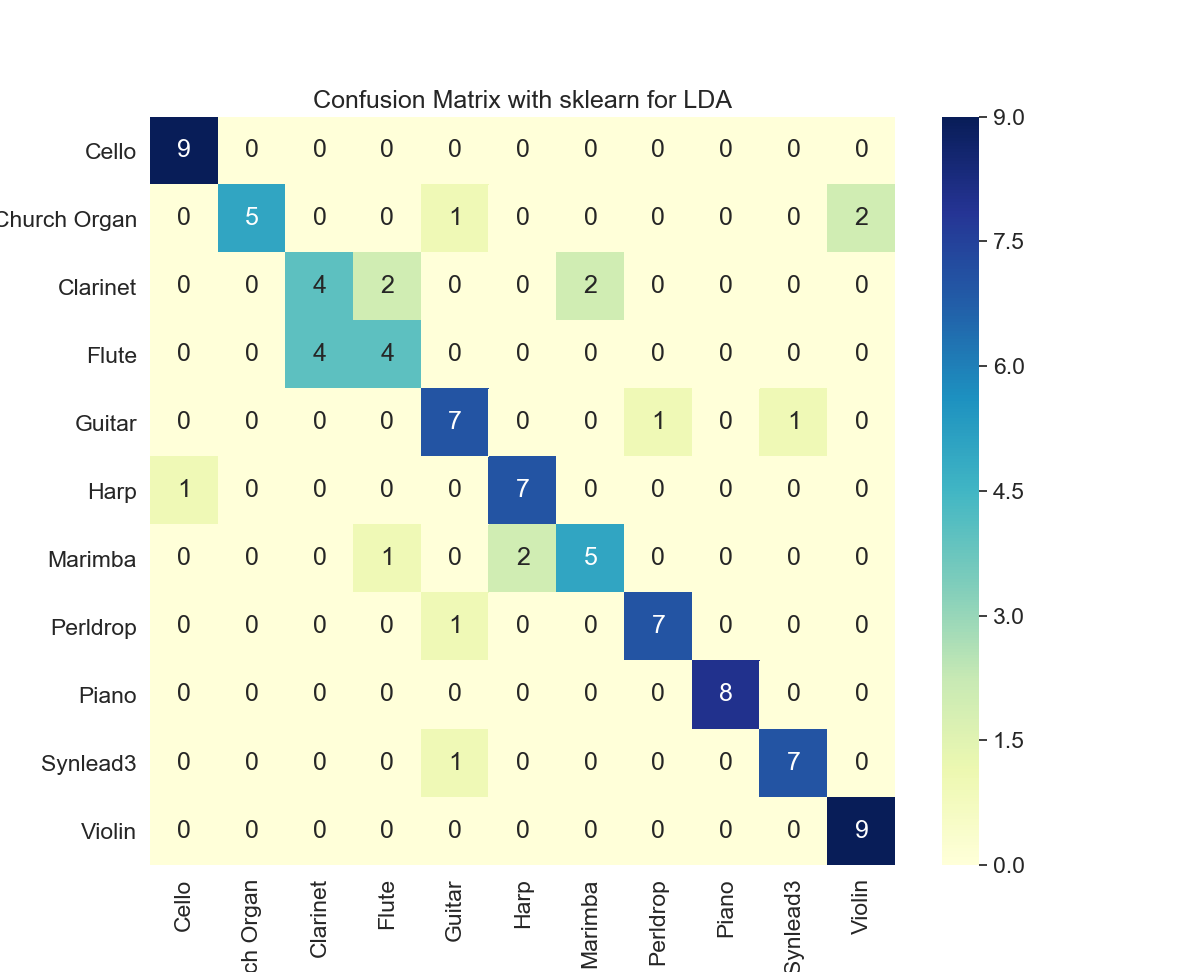 Confusion Matrix with sklearn for LDA
Cello 9 0 0 0 0 0 0 0 0 0 0
Church Organ 0 5 0 0 1 0 0 0 0 0 2
Clarinet 0 0 4 2 0 0 2 0 0 0 0
Flute 0 0 4 4 0 0 0 0 0 0 0
Guitar 0 0 0 0 7 0 0 1 0 1 0
Harp 1 0 0 0 0 7 0 0 0 0 0
Marimba 0 0 0 1 0 2 5 0 0 0 0
Perldrop 0 0 0 0 1 0 0 7 0 0 0
Piano 0 0 0 0 0 0 0 0 8 0 0
Synlead3 0 0 0 0 1 0 0 0 0 7 0
Violin 0 0 0 0 0 0 0 0 0 0 9
Cello
ch Organ
Clarinet
Flute
Guitar
Harp
Marimba
Perldrop
Piano
Synlead3
Violin
9.0
7.5
6.0
4.5
3.0
1.5
0.0